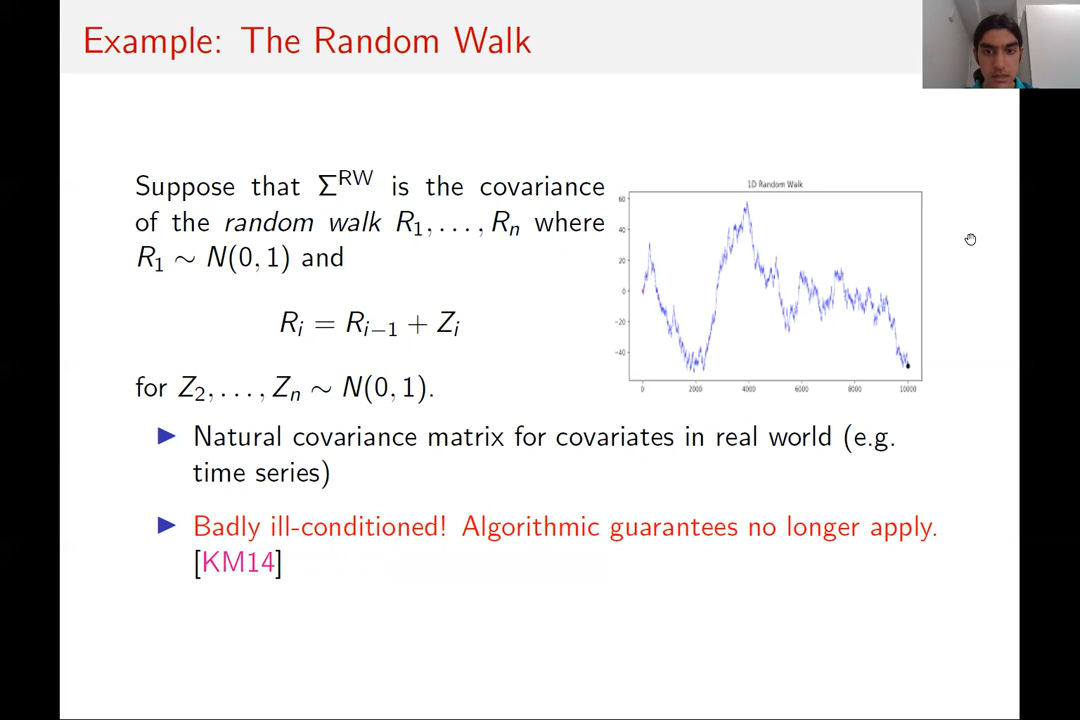 Example: The Random Walk
Suppose that Σ^RW is the covariance
of the random walk R₁, . . . , Rₙ where
R₁ ∼ N(0, 1) and
Rᵢ = Rᵢ₋₁ + Zᵢ
for Z₂, . . . , Zₙ ∼ N(0, 1).
1D Random Walk
60
40
20
0
−20
−40
0 2000 4000 6000 8000 10000
▶ Natural covariance matrix for covariates in real world (e.g.
time series)
▶ Badly ill-conditioned! Algorithmic guarantees no longer apply.
[KM14]